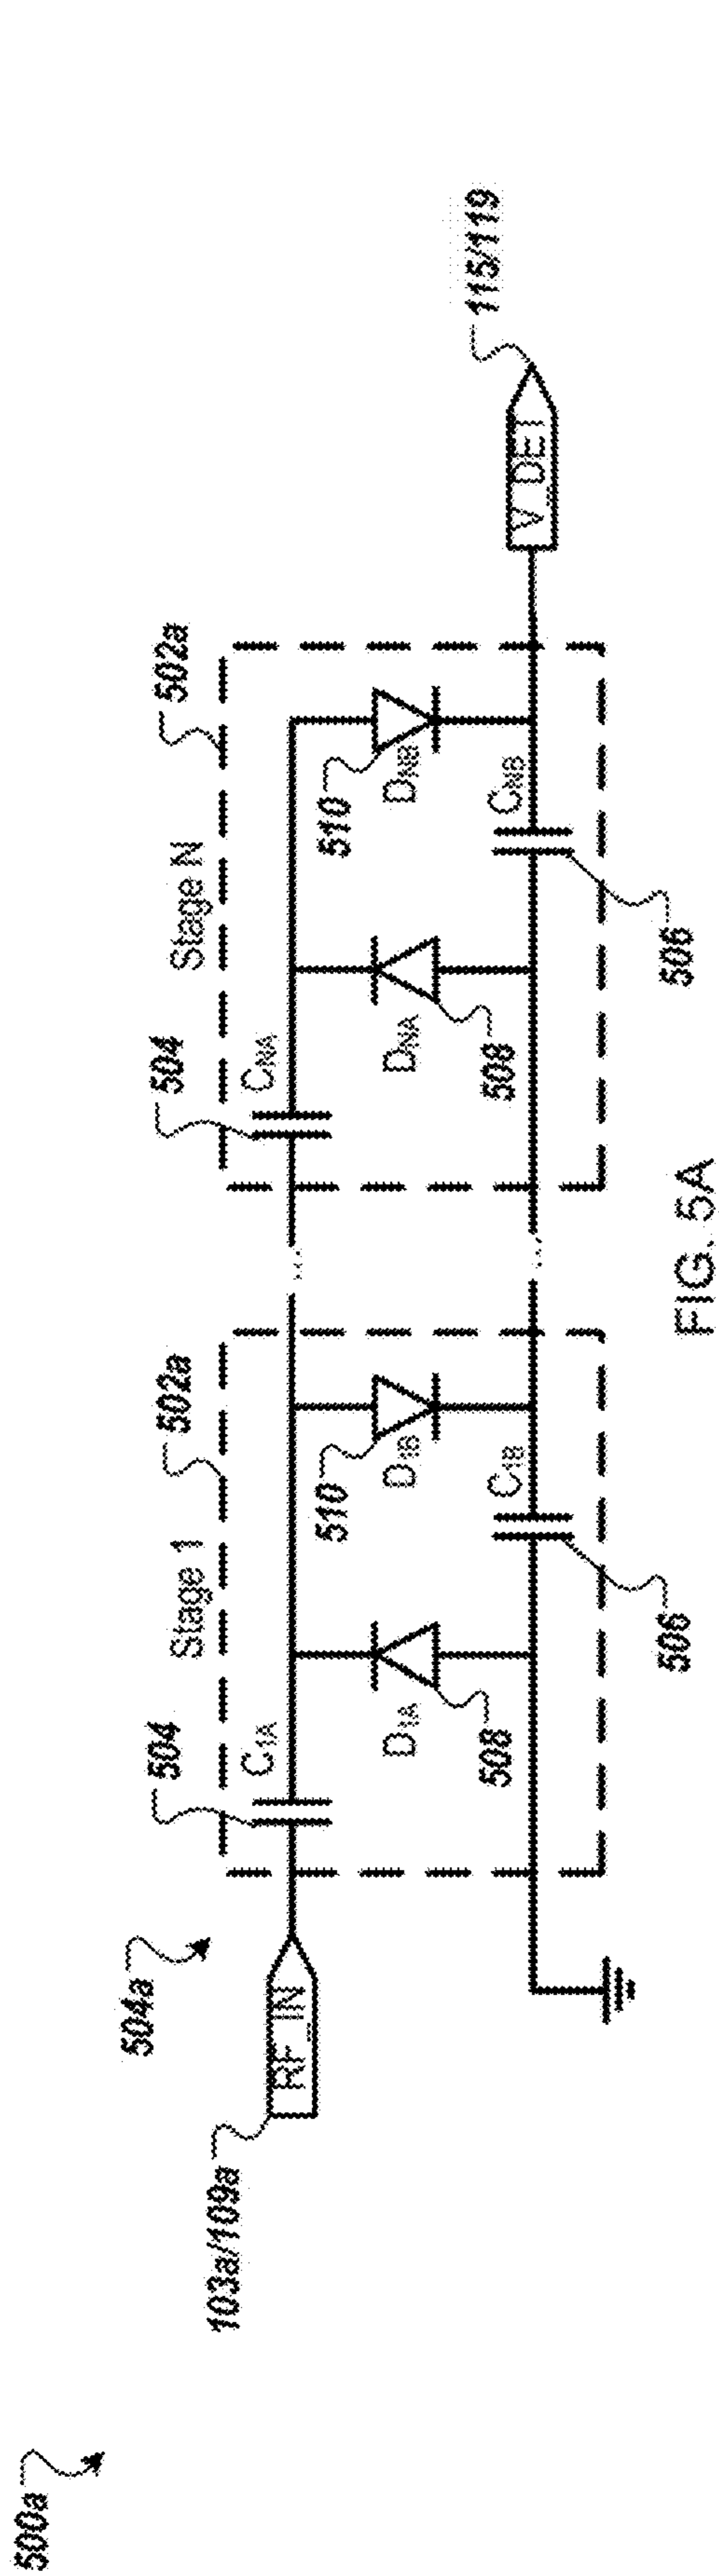 500a
504a
103a/109a
RF_IN
Stage 1
502a
504
C1A
D1A
508
510
D1B
C1B
506
...
...
Stage N
502a
504
CNA
DNA
508
510
DNB
CNB
506
V_DET
115/119
FIG. 5A